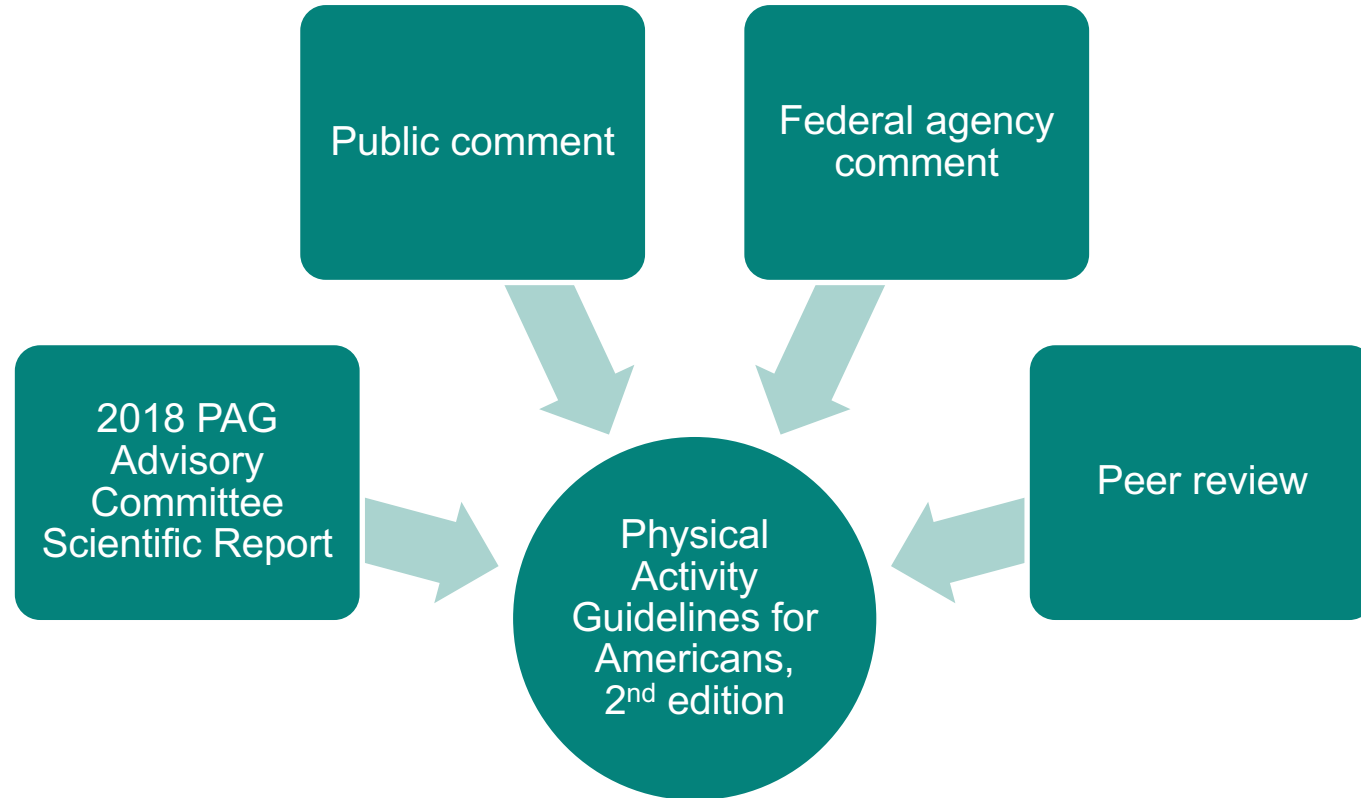 Public comment
Federal agency
comment
2018 PAG
Advisory
Committee
Scientific Report
Peer review
Physical
Activity
Guidelines for
Americans,
2nd edition